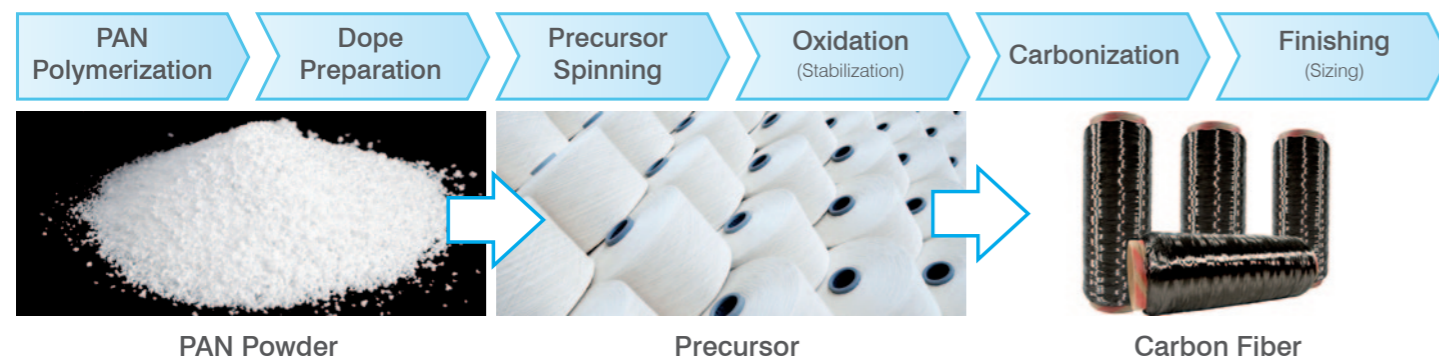 PAN
Polymerization
Dope
Preparation
Precursor
Spinning
Oxidation
(Stabilization)
Carbonization
Finishing
(Sizing)
PAN Powder
Precursor
Carbon Fiber